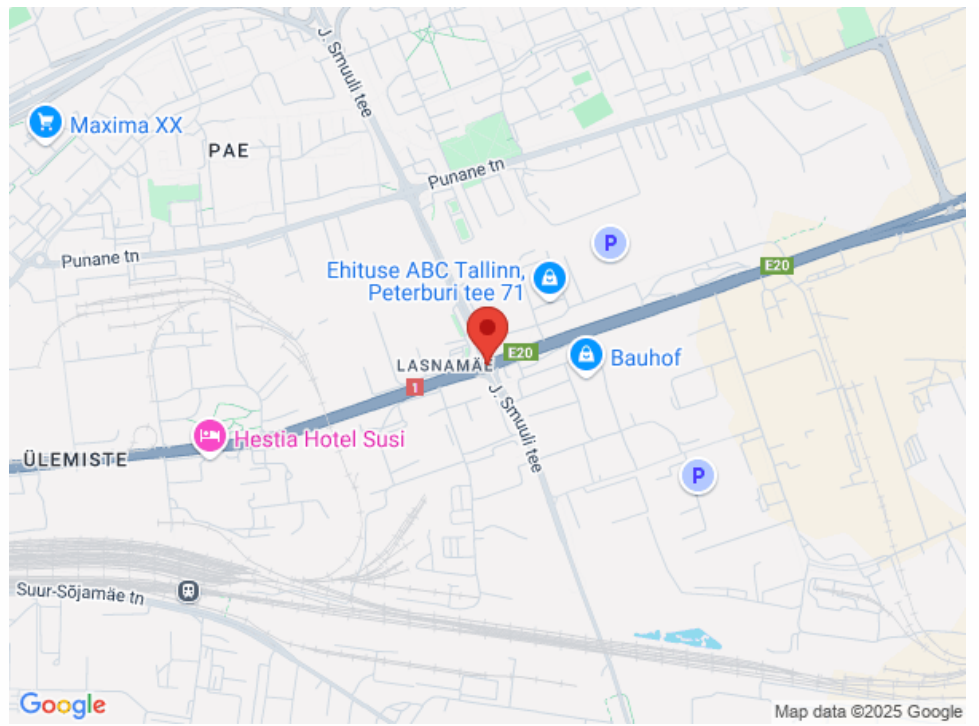 J. Smuuli tee
Maxima XX
PAE
Punane tn
Punane tn
P
E20
Ehituse ABC Tallinn,
Peterburi tee 71
E20
LASNAMÄE
Bauhof
1
J. Smuuli tee
Hestia Hotel Susi
ÜLEMISTE
P
Suur-Sõjamäe tn
Google
Map data ©2025 Google